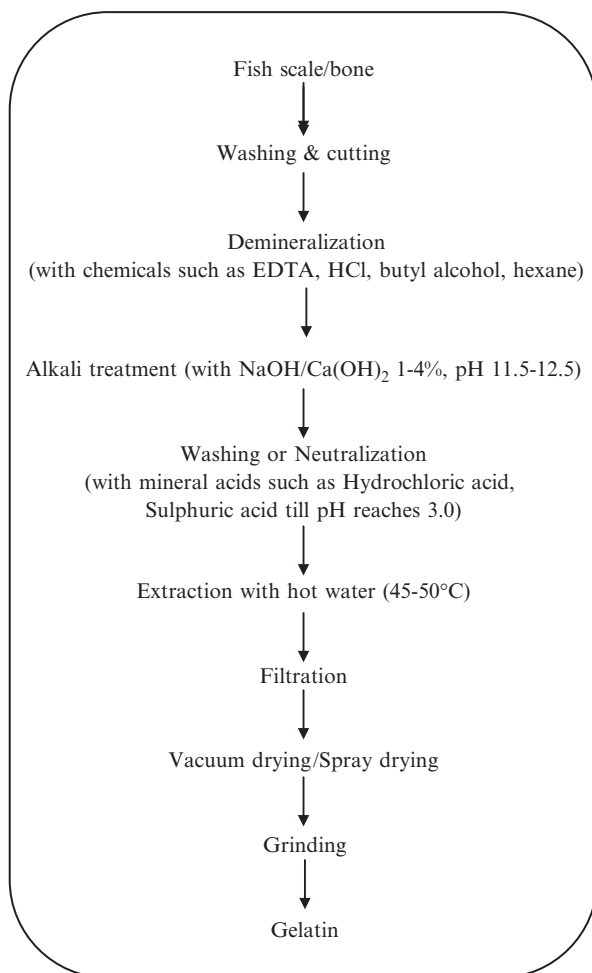 Fish scale/bone
Washing & cutting
Demineralization
(with chemicals such as EDTA, HCl, butyl alcohol, hexane)
Alkali treatment (with NaOH/Ca(OH)₂ 1-4%, pH 11.5-12.5)
Washing or Neutralization
(with mineral acids such as Hydrochloric acid,
Sulphuric acid till pH reaches 3.0)
Extraction with hot water (45-50°C)
Filtration
Vacuum drying/Spray drying
Grinding
Gelatin